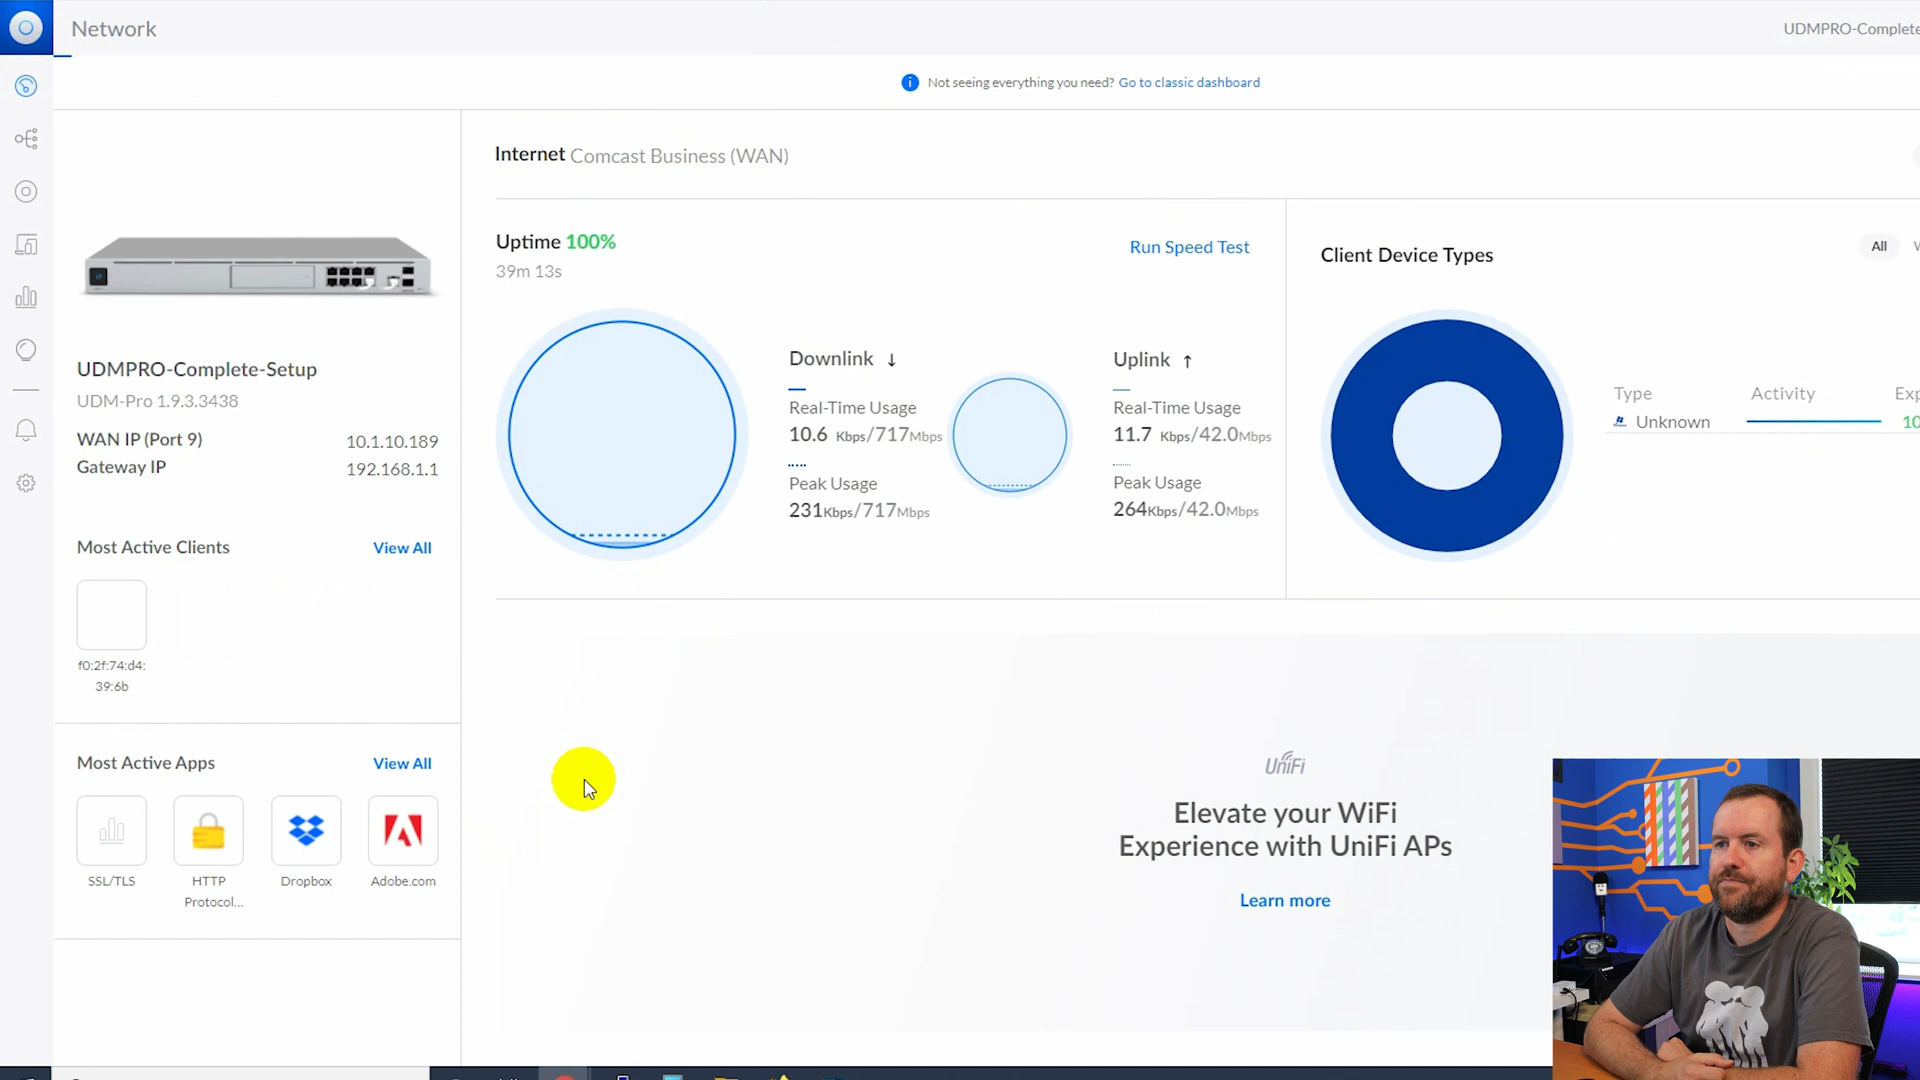 Network
UDMPRO-Complete
Not seeing everything you need? Go to classic dashboard
Internet Comcast Business (WAN)
Uptime 100%
39m 13s
Run Speed Test
Downlink ↓
Real-Time Usage
10.6 Kbps/717Mbps
Peak Usage
231Kbps/717Mbps
Uplink ↑
Real-Time Usage
11.7 Kbps/42.0Mbps
Peak Usage
264Kbps/42.0Mbps
Client Device Types
All
Type Activity Exp
Unknown 10
UDMPRO-Complete-Setup
UDM-Pro 1.9.3.3438
WAN IP (Port 9) 10.1.10.189
Gateway IP 192.168.1.1
Most Active Clients View All
f0:2f:74:d4:
39:6b
Most Active Apps View All
SSL/TLS
HTTP
Protocol...
Dropbox
Adobe.com
UniFi
Elevate your WiFi
Experience with UniFi APs
Learn more